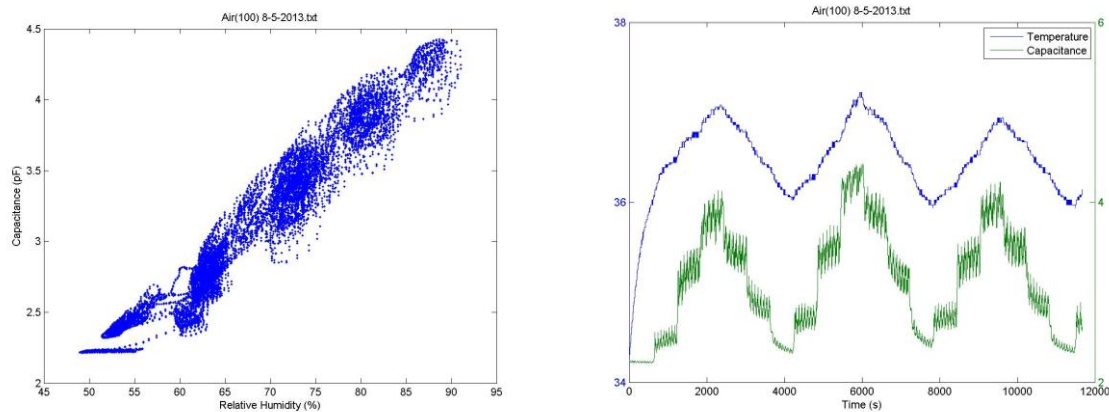 Air(100) 8-5-2013.txt
Capacitance (pF)
4.5
4
3.5
3
2.5
2
45 50 55 60 65 70 75 80 85 90 95
Relative Humidity (%)
Air(100) 8-5-2013.txt
38 6
Temperature
Capacitance
36 4
34 2
0 2000 4000 6000 8000 10000 12000
Time (s)